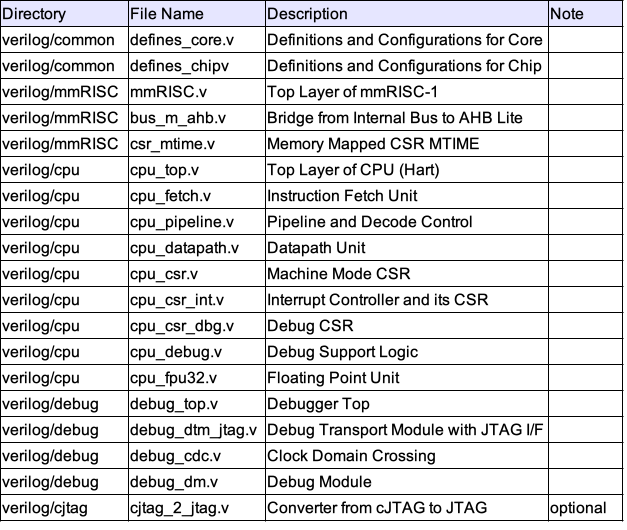 Directory File Name Description Note
verilog/common defines_core.v Definitions and Configurations for Core
verilog/common defines_chipv Definitions and Configurations for Chip
verilog/mmRISC mmRISC.v Top Layer of mmRISC-1
verilog/mmRISC bus_m_ahb.v Bridge from Internal Bus to AHB Lite
verilog/mmRISC csr_mtime.v Memory Mapped CSR MTIME
verilog/cpu cpu_top.v Top Layer of CPU (Hart)
verilog/cpu cpu_fetch.v Instruction Fetch Unit
verilog/cpu cpu_pipeline.v Pipeline and Decode Control
verilog/cpu cpu_datapath.v Datapath Unit
verilog/cpu cpu_csr.v Machine Mode CSR
verilog/cpu cpu_csr_int.v Interrupt Controller and its CSR
verilog/cpu cpu_csr_dbg.v Debug CSR
verilog/cpu cpu_debug.v Debug Support Logic
verilog/cpu cpu_fpu32.v Floating Point Unit
verilog/debug debug_top.v Debugger Top
verilog/debug debug_dtm_jtag.v Debug Transport Module with JTAG I/F
verilog/debug debug_cdc.v Clock Domain Crossing
verilog/debug debug_dm.v Debug Module
verilog/cjtag cjtag_2_jtag.v Converter from cJTAG to JTAG optional